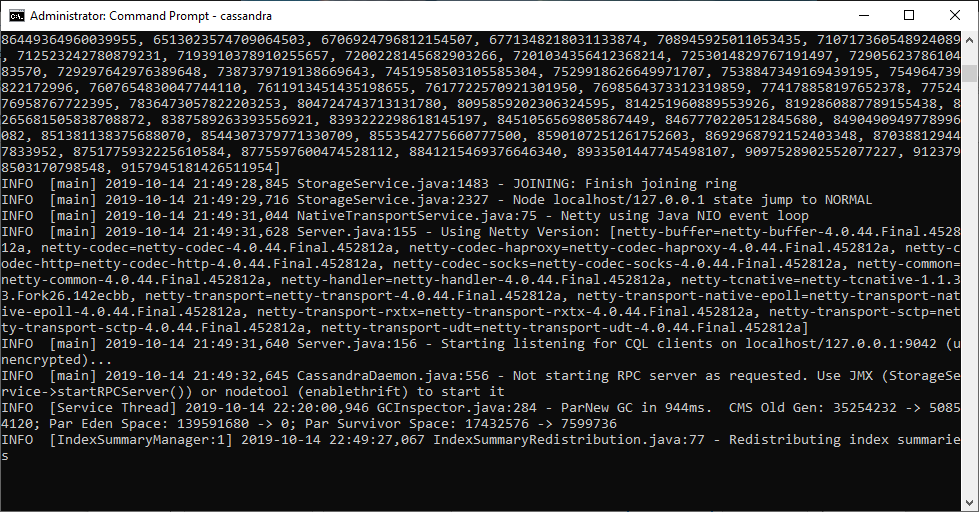 Administrator: Command Prompt - cassandra
86449364960039955, 6513023574709064503, 6706924796812154507, 6771348218031133874, 708945925011053435, 7107173605489240​89
, 712523242780879231, 7193910378910255657, 7200228145682903266, 7201034356412368214, 7253014829767191497, 72905623786104
83570, 729297642976389648, 7387379719138669643, 7451958503105585304, 7529918626649971707, 7538847349169439195, 754964739
822172996, 7607654830047744110, 7611913451435198655, 7617722570921301950, 7698564373312319859, 774178858197652378, 77524
76958767722395, 7836473057822203253, 804724743713131780, 8095859202306324595, 814251960889553926, 8192860887789155438, 8
265681505838708872, 8387589263393556921, 8393222298618145197, 8451056569805867449, 8467770220512845680, 8490490949778996
082, 851381138375688070, 8544307379771330709, 8553542775660777500, 8590107251261752603, 8692968792152403348, 87038812944
7833952, 8751775932225610584, 8775597600474528112, 8841215469376646340, 8933501447745498107, 9097528902552077227, 912379
8503170798548, 9157945181426511954]
INFO  [main] 2019-10-14 21:49:28,845 StorageService.java:1483 - JOINING: Finish joining ring
INFO  [main] 2019-10-14 21:49:29,716 StorageService.java:2327 - Node localhost/127.0.0.1 state jump to NORMAL
INFO  [main] 2019-10-14 21:49:31,044 NativeTransportService.java:75 - Netty using Java NIO event loop
INFO  [main] 2019-10-14 21:49:31,628 Server.java:155 - Using Netty Version: [netty-buffer=netty-buffer-4.0.44.Final.4528
12a, netty-codec=netty-codec-4.0.44.Final.452812a, netty-codec-haproxy=netty-codec-haproxy-4.0.44.Final.452812a, netty-c
odec-http=netty-codec-http-4.0.44.Final.452812a, netty-codec-socks=netty-codec-socks-4.0.44.Final.452812a, netty-common=
netty-common-4.0.44.Final.452812a, netty-handler=netty-handler-4.0.44.Final.452812a, netty-tcnative=netty-tcnative-1.1.3
3.Fork26.142ecbb, netty-transport=netty-transport-4.0.44.Final.452812a, netty-transport-native-epoll=netty-transport-nat
ive-epoll-4.0.44.Final.452812a, netty-transport-rxtx=netty-transport-rxtx-4.0.44.Final.452812a, netty-transport-sctp=net
ty-transport-sctp-4.0.44.Final.452812a, netty-transport-udt=netty-transport-udt-4.0.44.Final.452812a]
INFO  [main] 2019-10-14 21:49:31,640 Server.java:156 - Starting listening for CQL clients on localhost/127.0.0.1:9042 (u
nencrypted)...
INFO  [main] 2019-10-14 21:49:32,645 CassandraDaemon.java:556 - Not starting RPC server as requested. Use JMX (StorageSe
rvice->startRPCServer()) or nodetool (enablethrift) to start it
INFO  [Service Thread] 2019-10-14 22:20:00,946 GCInspector.java:284 - ParNew GC in 944ms.  CMS Old Gen: 35254232 -> 5085
4120; Par Eden Space: 139591680 -> 0; Par Survivor Space: 17432576 -> 7599736
INFO  [IndexSummaryManager:1] 2019-10-14 22:49:27,067 IndexSummaryRedistribution.java:77 - Redistributing index summarie
s